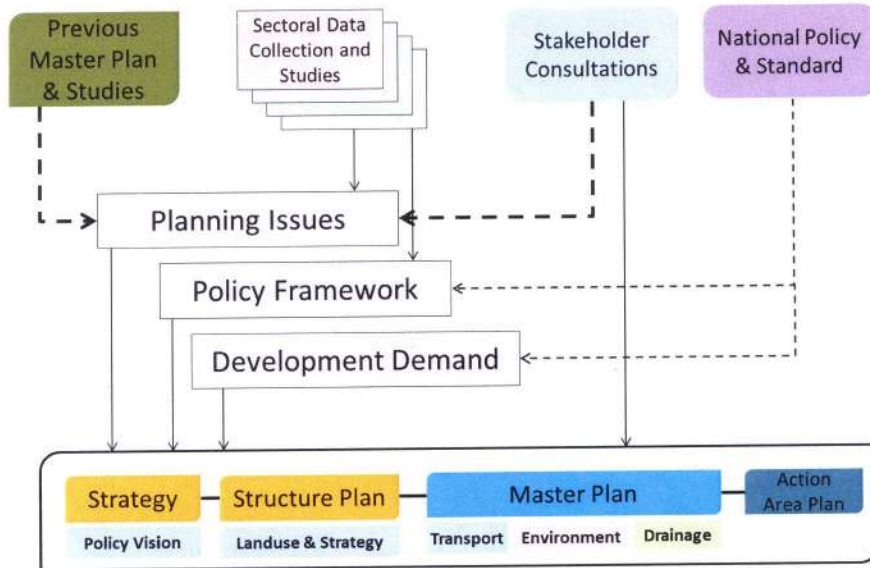 Previous
Master Plan
& Studies
Sectoral Data
Collection and
Studies
Stakeholder
Consultations
National Policy
& Standard
Planning Issues
Policy Framework
Development Demand
Strategy
Structure Plan
Master Plan
Action
Area Plan
Policy Vision
Landuse & Strategy
Transport
Environment
Drainage